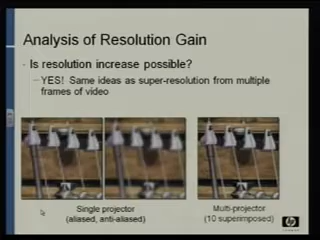 Analysis of Resolution Gain
- Is resolution increase possible?
– YES! Same ideas as super-resolution from multiple
frames of video
Single projector
(aliased, anti-aliased)
Multi-projector
(10 superimposed)
hp